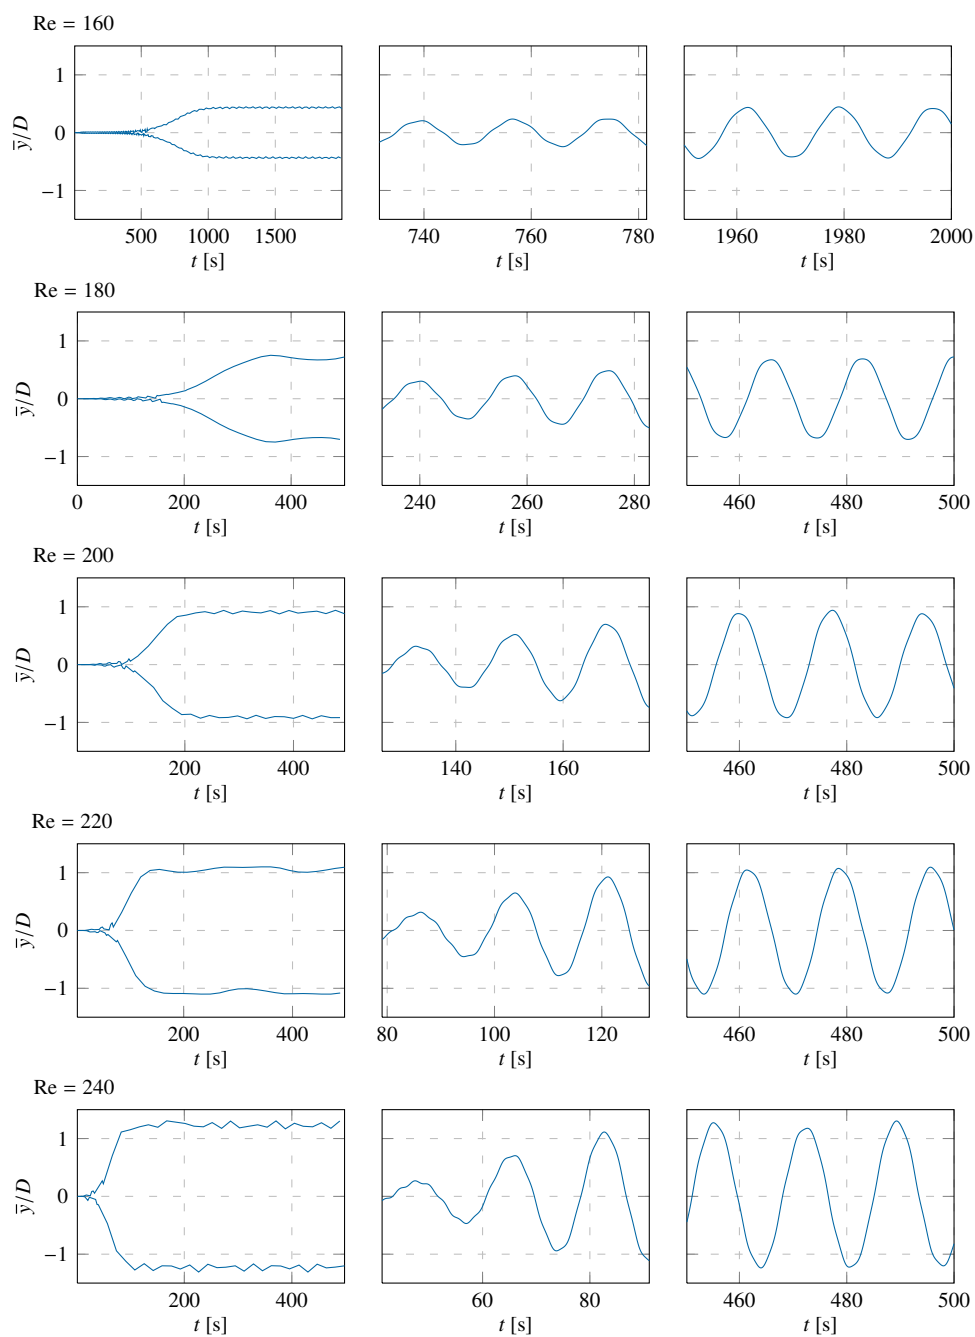 Re = 160
1
0
−1
ȳ/D
500 1000 1500
740 760 780
1960 1980 2000
t [s] t [s] t [s]
Re = 180
1
0
−1
ȳ/D
0 200 400
240 260 280
460 480 500
t [s] t [s] t [s]
Re = 200
1
0
−1
ȳ/D
200 400
140 160
460 480 500
t [s] t [s] t [s]
Re = 220
1
0
−1
ȳ/D
200 400
80 100 120
460 480 500
t [s] t [s] t [s]
Re = 240
1
0
−1
ȳ/D
200 400
60 80
460 480 500
t [s] t [s] t [s]